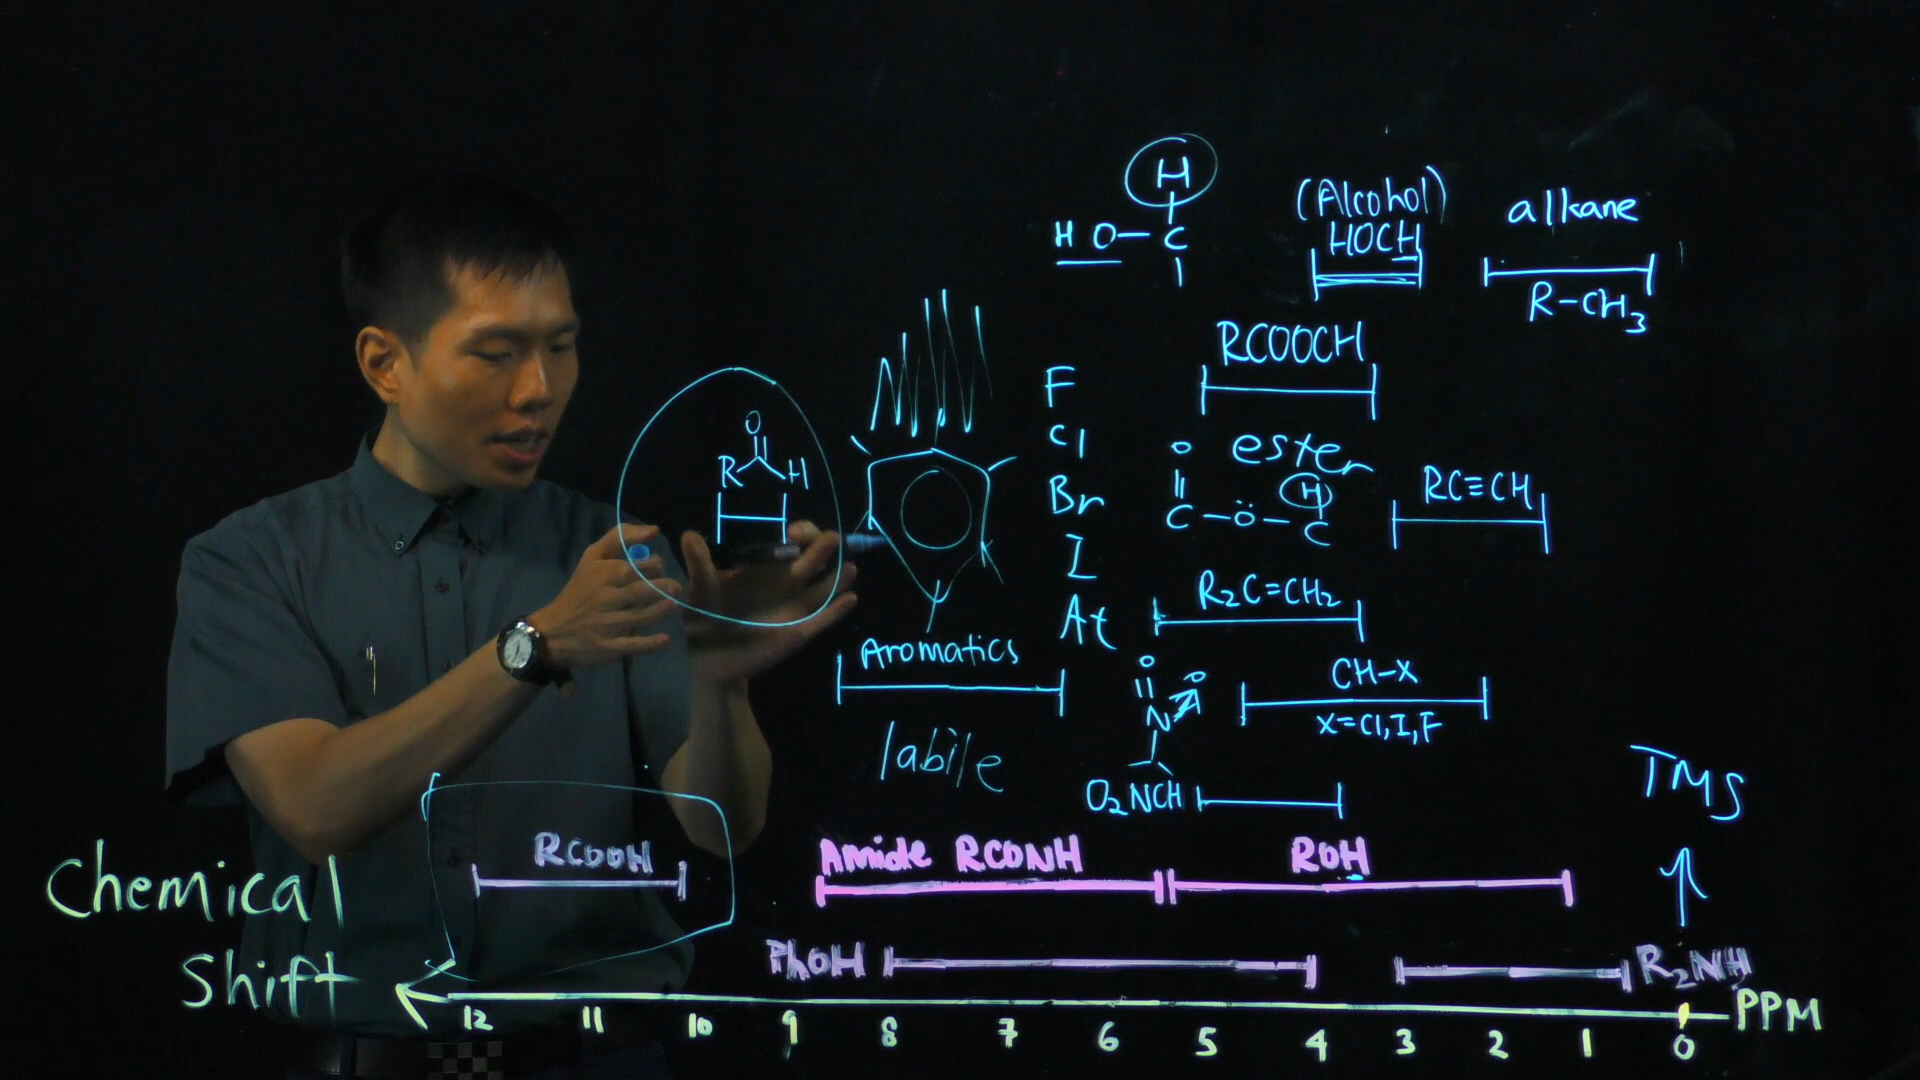 H
HO-C
(Alcohol)
HOCH
alkane
R-CH3
RCOOCH
ester
F
Cl
Br
I
At
O
R H
O H
C-Ö-C
RC≡CH
R2C=CH2
Aromatics
labile
CH-X
X=Cl, I, F
O O
N
O2NCH
TMS
RCOOH
Amide RCONH
ROH
PhOH
R2NH
Chemical
Shift
12 11 10 9 8 7 6 5 4 3 2 1 0
PPM